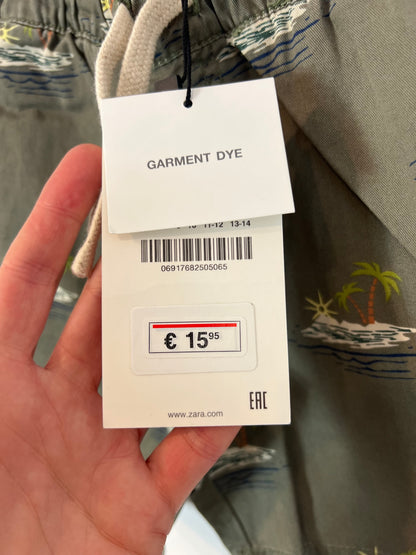 GARMENT DYE
11-12 13-14
06917682505065
€ 15 95
www.zara.com
EAC